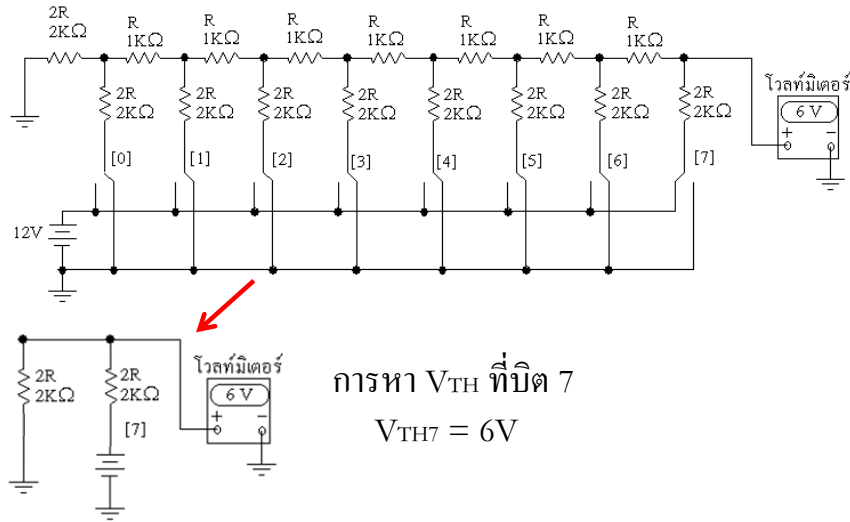 2R
2KΩ
R
1KΩ
R
1KΩ
R
1KΩ
R
1KΩ
R
1KΩ
R
1KΩ
R
1KΩ
2R
2KΩ
2R
2KΩ
2R
2KΩ
2R
2KΩ
2R
2KΩ
2R
2KΩ
2R
2KΩ
2R
2KΩ
โวลท์มิเตอร์
6 V
+ −
[0] [1] [2] [3] [4] [5] [6] [7]
12V
2R
2KΩ
2R
2KΩ
[7]
โวลท์มิเตอร์
6 V
+ −
การหา VTH ที่บิต 7
VTH7 = 6V